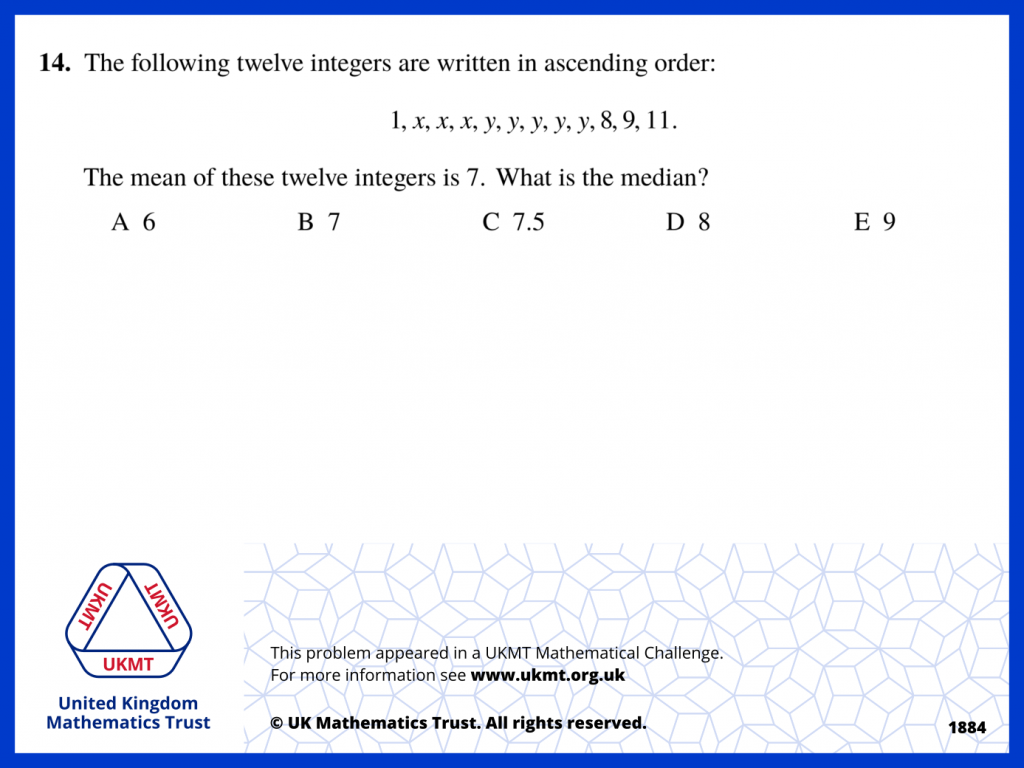 14. The following twelve integers are written in ascending order:
1, x, x, x, y, y, y, y, y, 8, 9, 11.
The mean of these twelve integers is 7. What is the median?
A 6 B 7 C 7.5 D 8 E 9
UKMT UKMT
UKMT
United Kingdom
Mathematics Trust
This problem appeared in a UKMT Mathematical Challenge.
For more information see www.ukmt.org.uk
© UK Mathematics Trust. All rights reserved.
1884